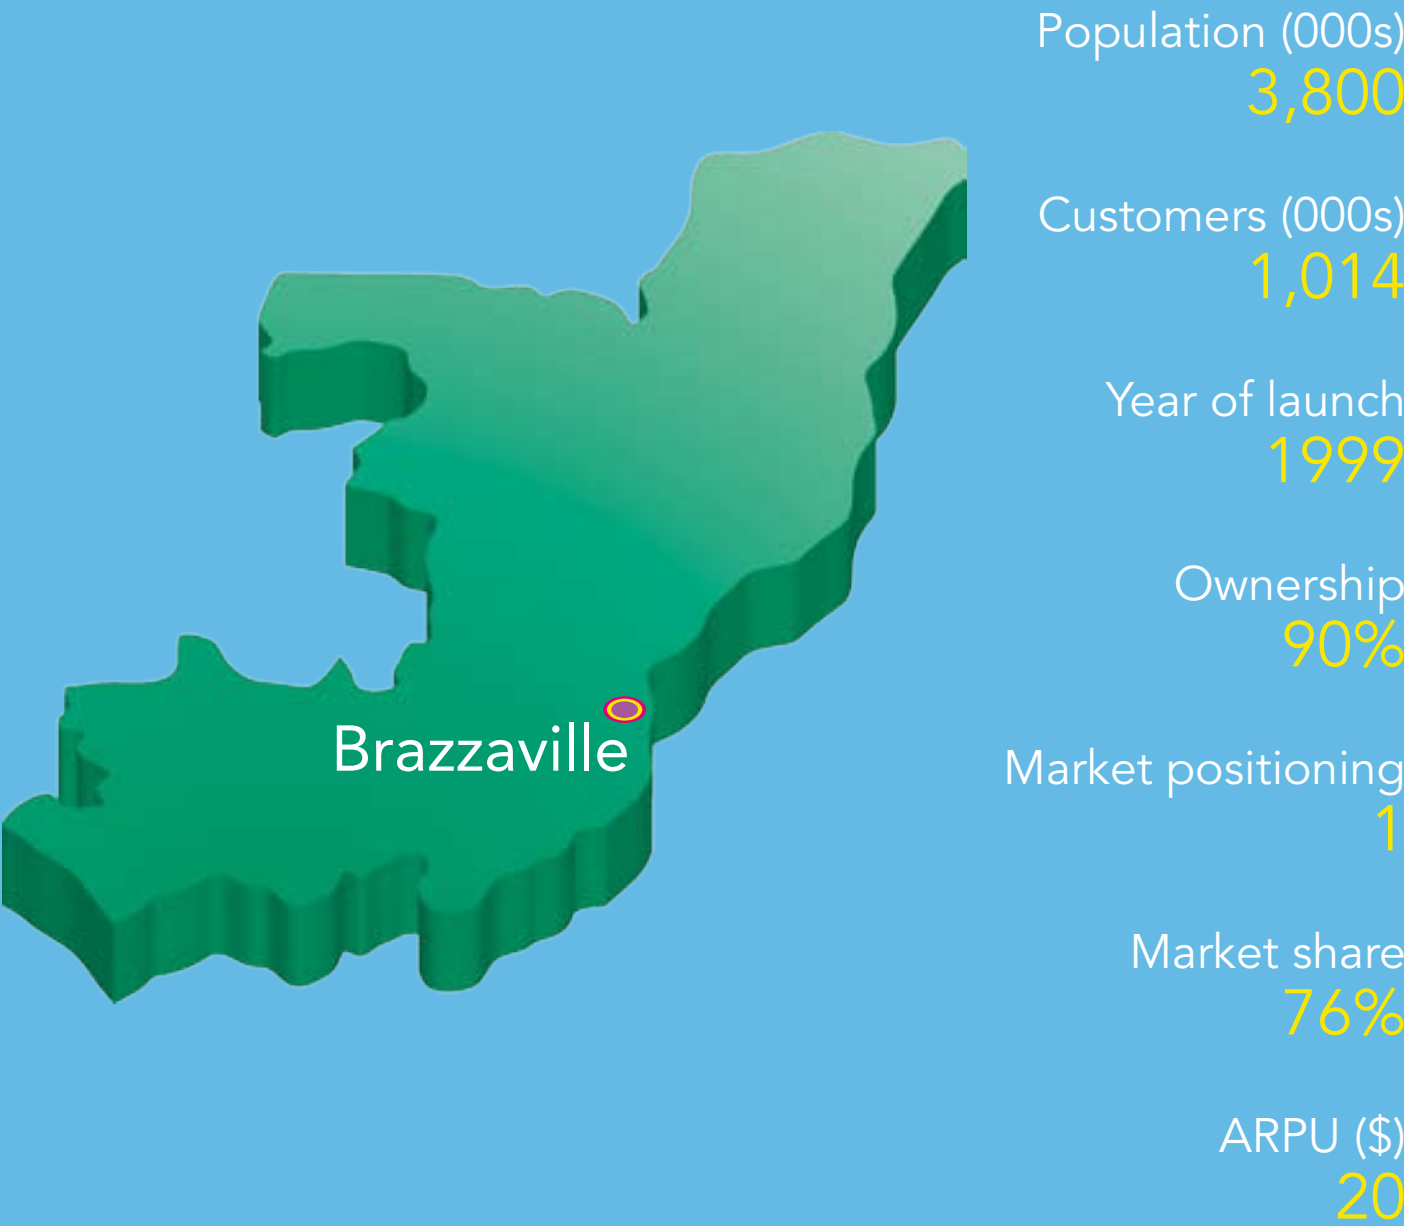 Population (000s)
3,800
Customers (000s)
1,014
Year of launch
1999
Ownership
90%
Brazzaville
Market positioning
1
Market share
76%
ARPU ($)
20